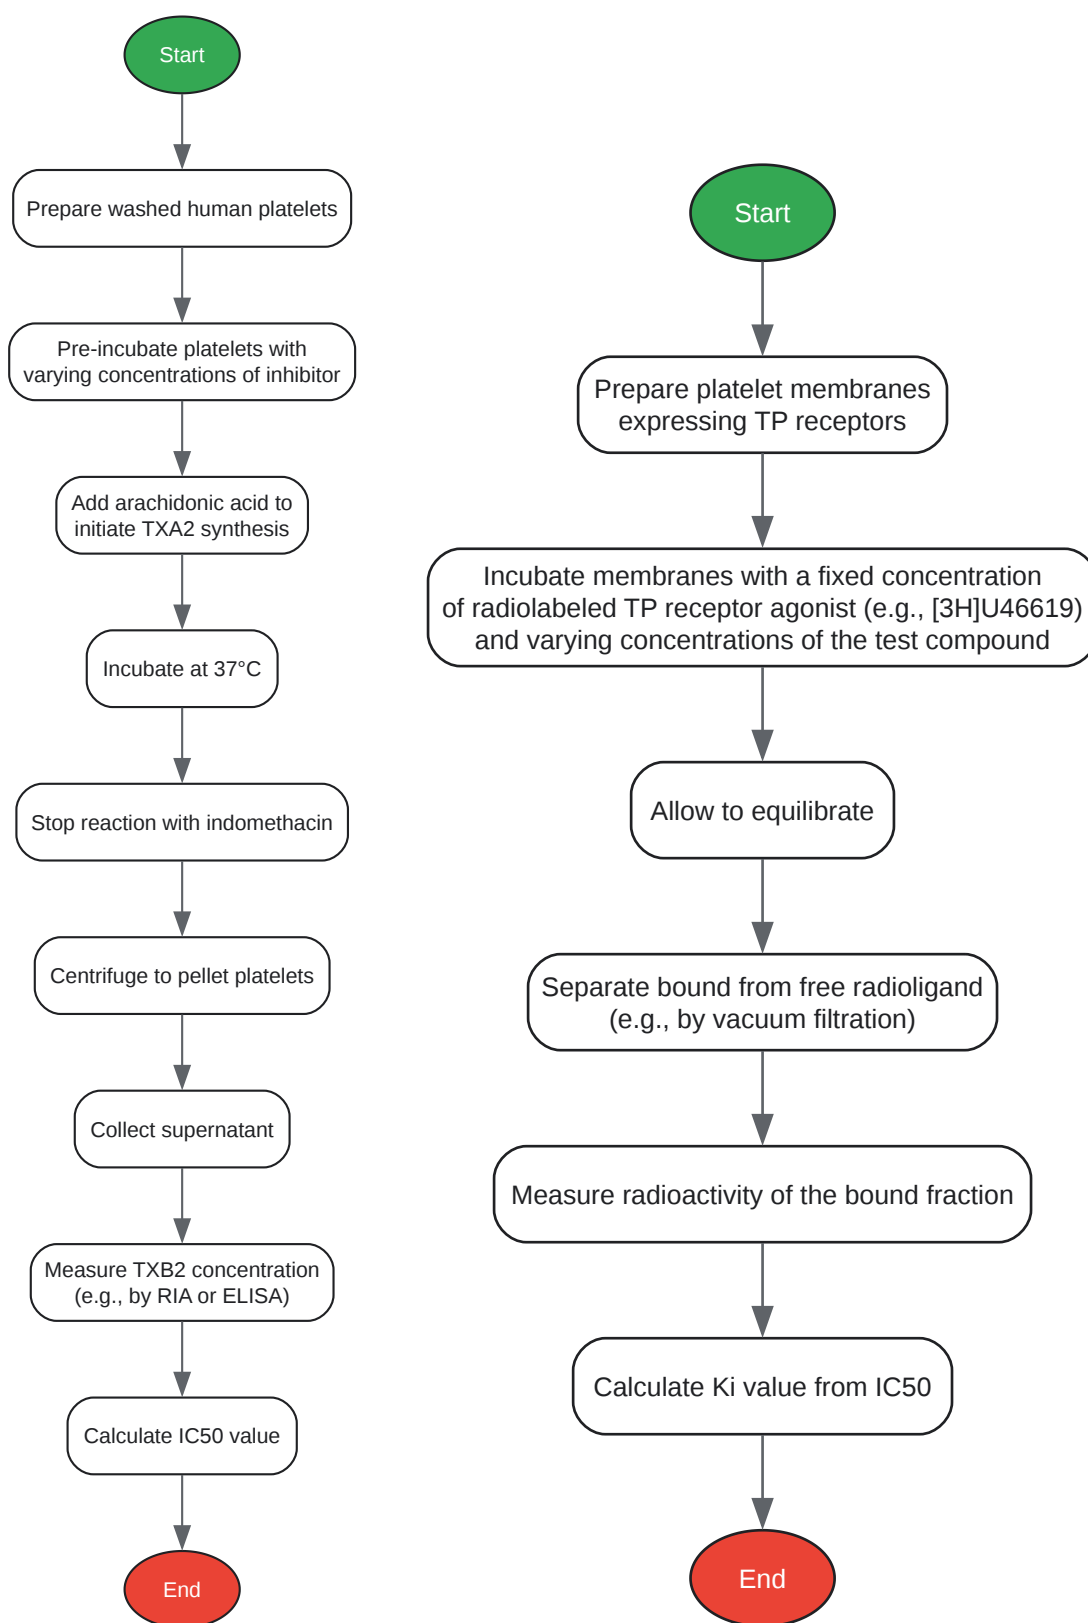 Start
Prepare washed human platelets
Pre-incubate platelets with
varying concentrations of inhibitor
Add arachidonic acid to
initiate TXA2 synthesis
Incubate at 37°C
Stop reaction with indomethacin
Centrifuge to pellet platelets
Collect supernatant
Measure TXB2 concentration
(e.g., by RIA or ELISA)
Calculate IC50 value
End
Start
Prepare platelet membranes
expressing TP receptors
Incubate membranes with a fixed concentration
of radiolabeled TP receptor agonist (e.g., [3H]U46619)
and varying concentrations of the test compound
Allow to equilibrate
Separate bound from free radioligand
(e.g., by vacuum filtration)
Measure radioactivity of the bound fraction
Calculate Ki value from IC50
End